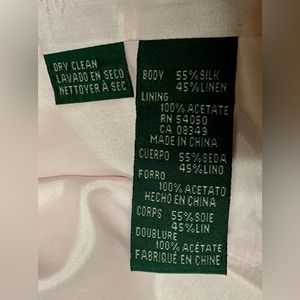 DRY CLEAN
LAVADO EN SECO
NETTOYER À SEC
BODY 55% SILK
45% LINEN
LINING
100% ACETATE
RN 54050
CA 08349
MADE IN CHINA
CUERPO 55% SEDA
45% LINO
FORRO
100% ACETATO
HECHO EN CHINA
CORPS 55% SOIE
45% LIN
DOUBLURE
100% ACÉTATE
FABRIQUÉ EN CHINE